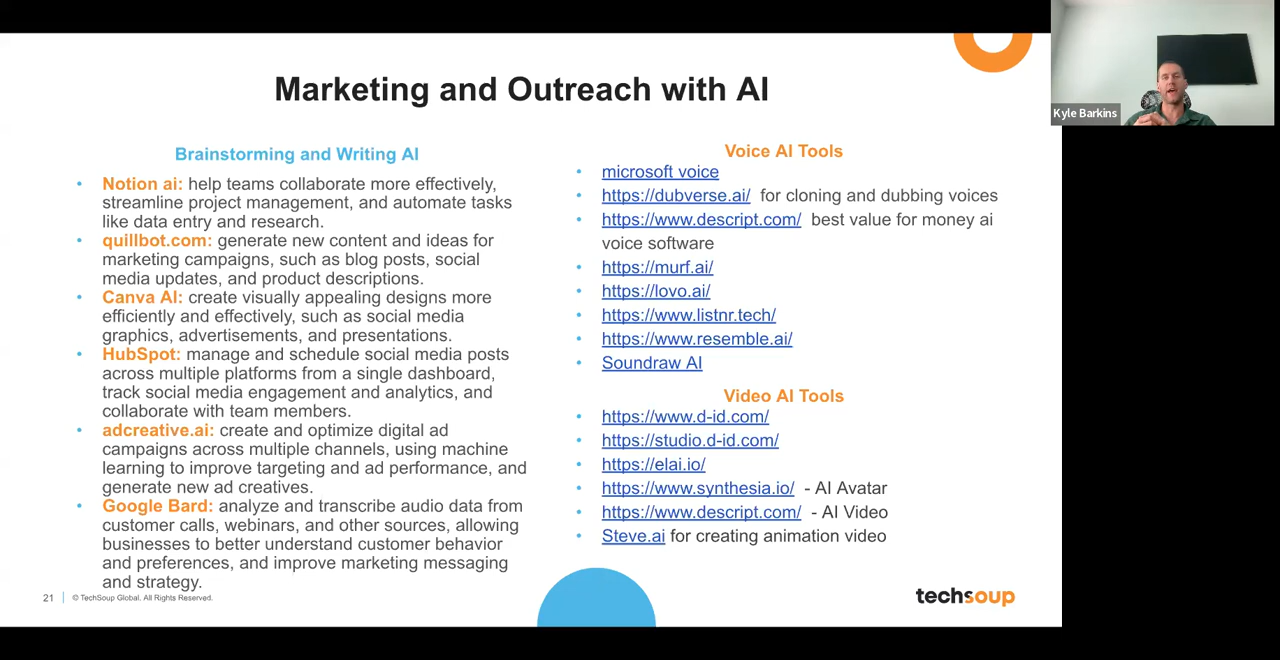 Marketing and Outreach with AI
Brainstorming and Writing AI
• Notion ai: help teams collaborate more effectively,
streamline project management, and automate tasks
like data entry and research.
• quillbot.com: generate new content and ideas for
marketing campaigns, such as blog posts, social
media updates, and product descriptions.
• Canva AI: create visually appealing designs more
efficiently and effectively, such as social media
graphics, advertisements, and presentations.
• HubSpot: manage and schedule social media posts
across multiple platforms from a single dashboard,
track social media engagement and analytics, and
collaborate with team members.
• adcreative.ai: create and optimize digital ad
campaigns across multiple channels, using machine
learning to improve targeting and ad performance, and
generate new ad creatives.
• Google Bard: analyze and transcribe audio data from
customer calls, webinars, and other sources, allowing
businesses to better understand customer behavior
and preferences, and improve marketing messaging
and strategy.
Voice AI Tools
• microsoft voice
• https://dubverse.ai/ for cloning and dubbing voices
• https://www.descript.com/ best value for money ai
voice software
• https://murf.ai/
• https://lovo.ai/
• https://www.listnr.tech/
• https://www.resemble.ai/
• Soundraw AI
Video AI Tools
• https://www.d-id.com/
• https://studio.d-id.com/
• https://elai.io/
• https://www.synthesia.io/ - AI Avatar
• https://www.descript.com/ - AI Video
• Steve.ai for creating animation video
21 | © TechSoup Global. All Rights Reserved.
techsoup
Kyle Barkins